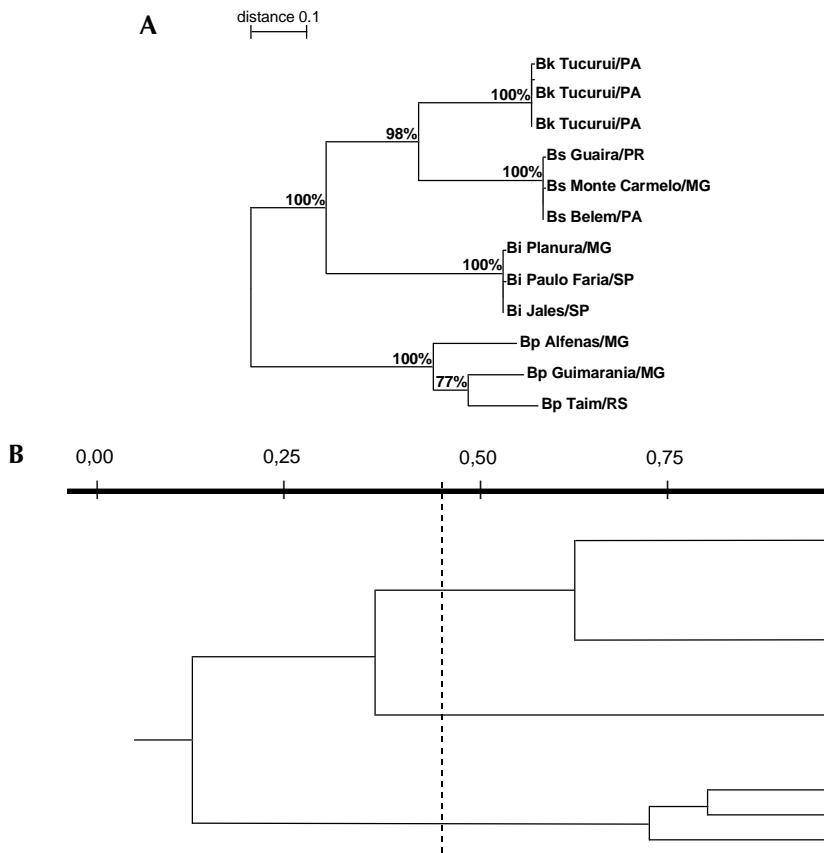 A
distance 0.1
Bk Tucurui/PA
100%
Bk Tucurui/PA
98%
Bk Tucurui/PA
Bs Guaira/PR
100%
Bs Monte Carmelo/MG
100%
Bs Belem/PA
Bi Planura/MG
100%
Bi Paulo Faria/SP
Bi Jales/SP
Bp Alfenas/MG
100%
Bp Guimarania/MG
77%
Bp Taim/RS
B
0,00 0,25 0,50 0,75